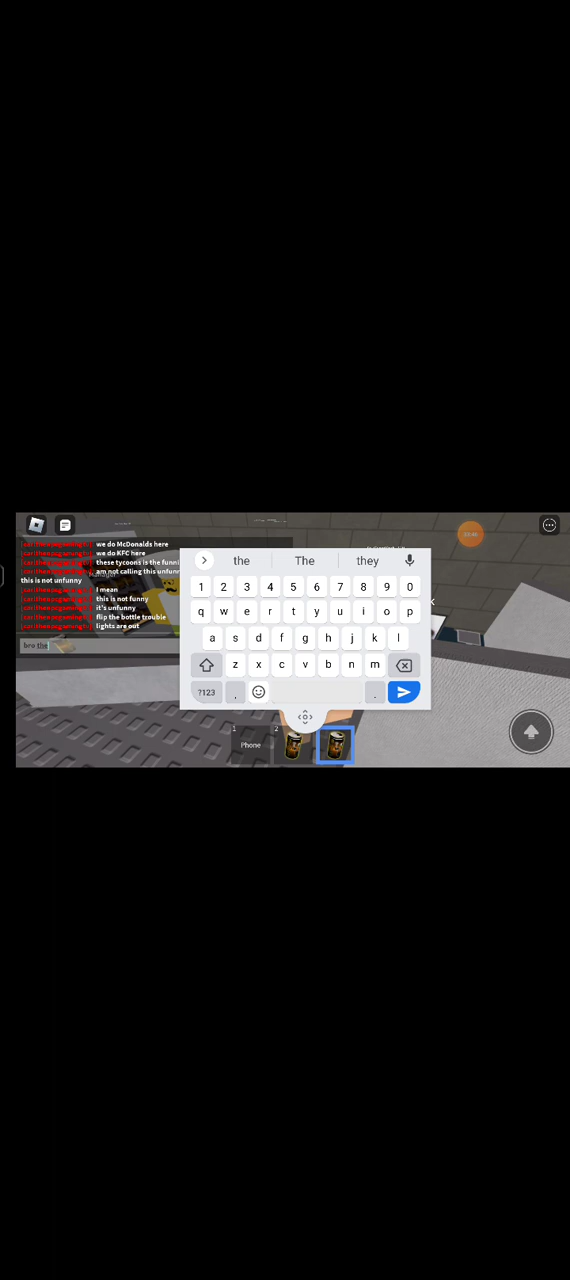 we do McDonalds here
we do KFC here
these tycoons is the funni
am not calling this unfunn
this is not unfunny
I mean
this is not funny
it's unfunny
flip the bottle trouble
lights are out
bro the
the The they
1 2 3 4 5 6 7 8 9 0
q w e r t y u i o p
a s d f g h j k l
z x c v b n m
?123 , .
1 2
Phone